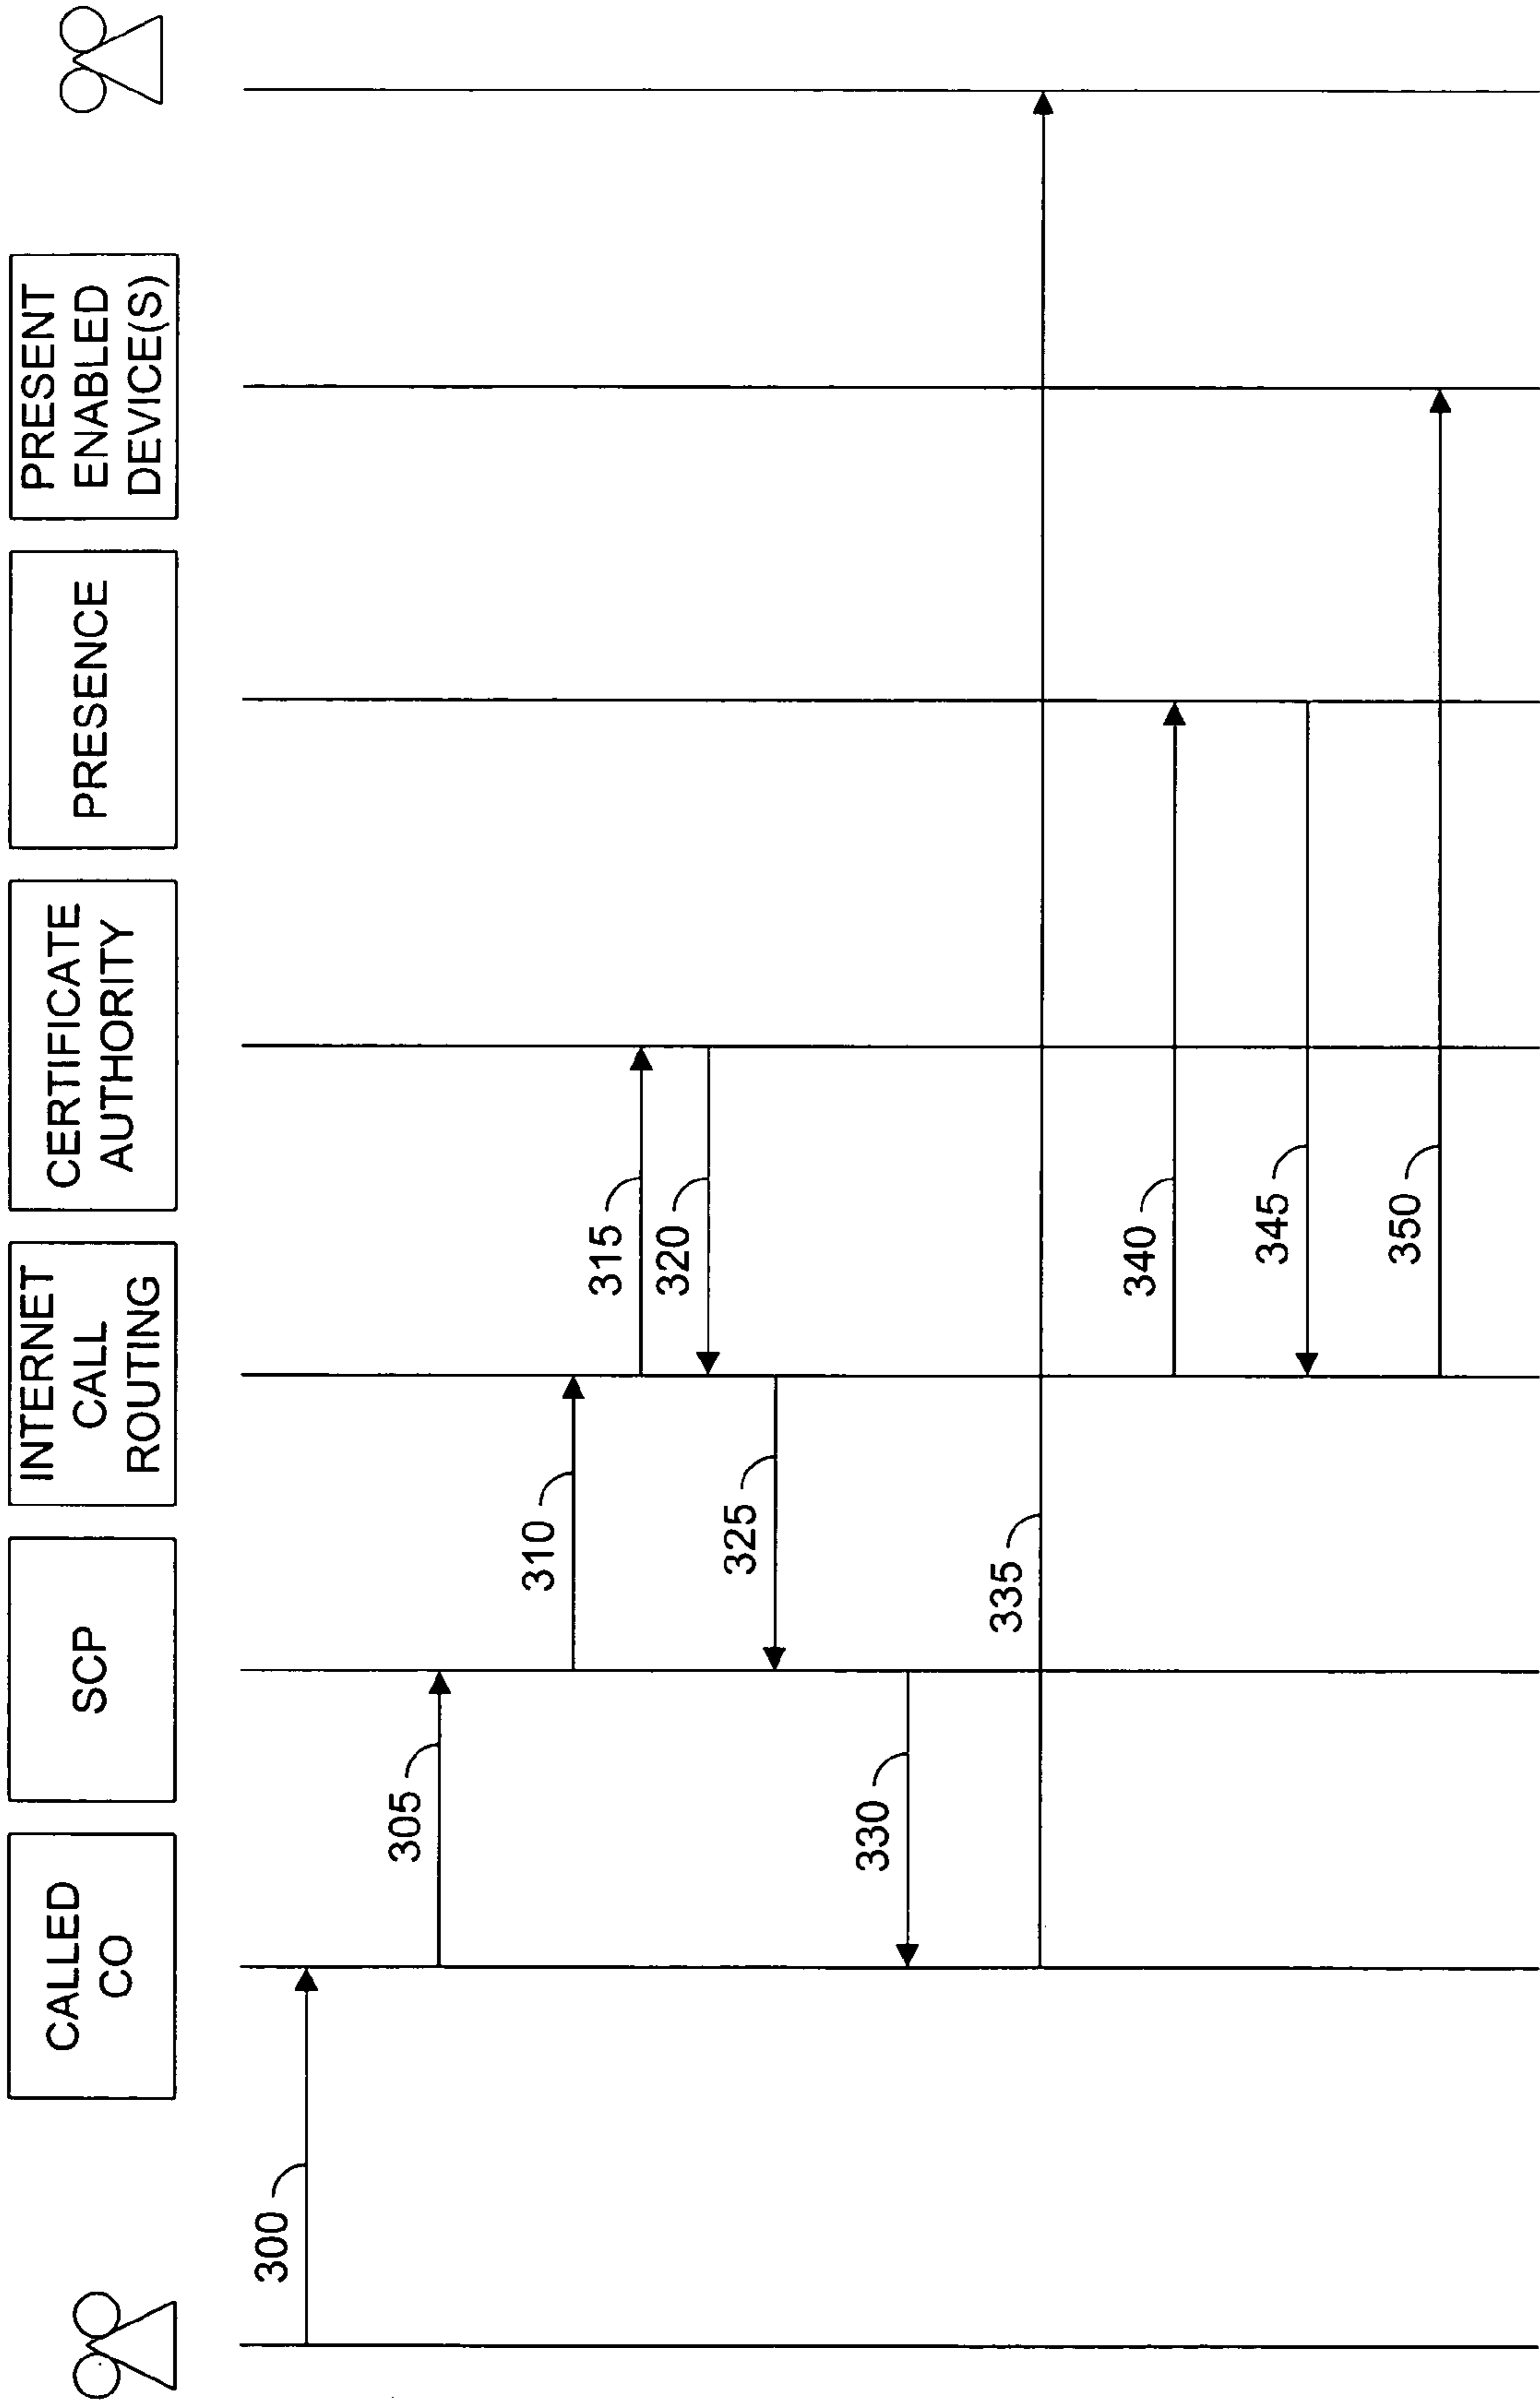 CALLED
CO
SCP
INTERNET
CALL
ROUTING
CERTIFICATE
AUTHORITY
PRESENCE
PRESENT
ENABLED
DEVICE(S)
300
305
310
315
320
325
330
335
340
345
350